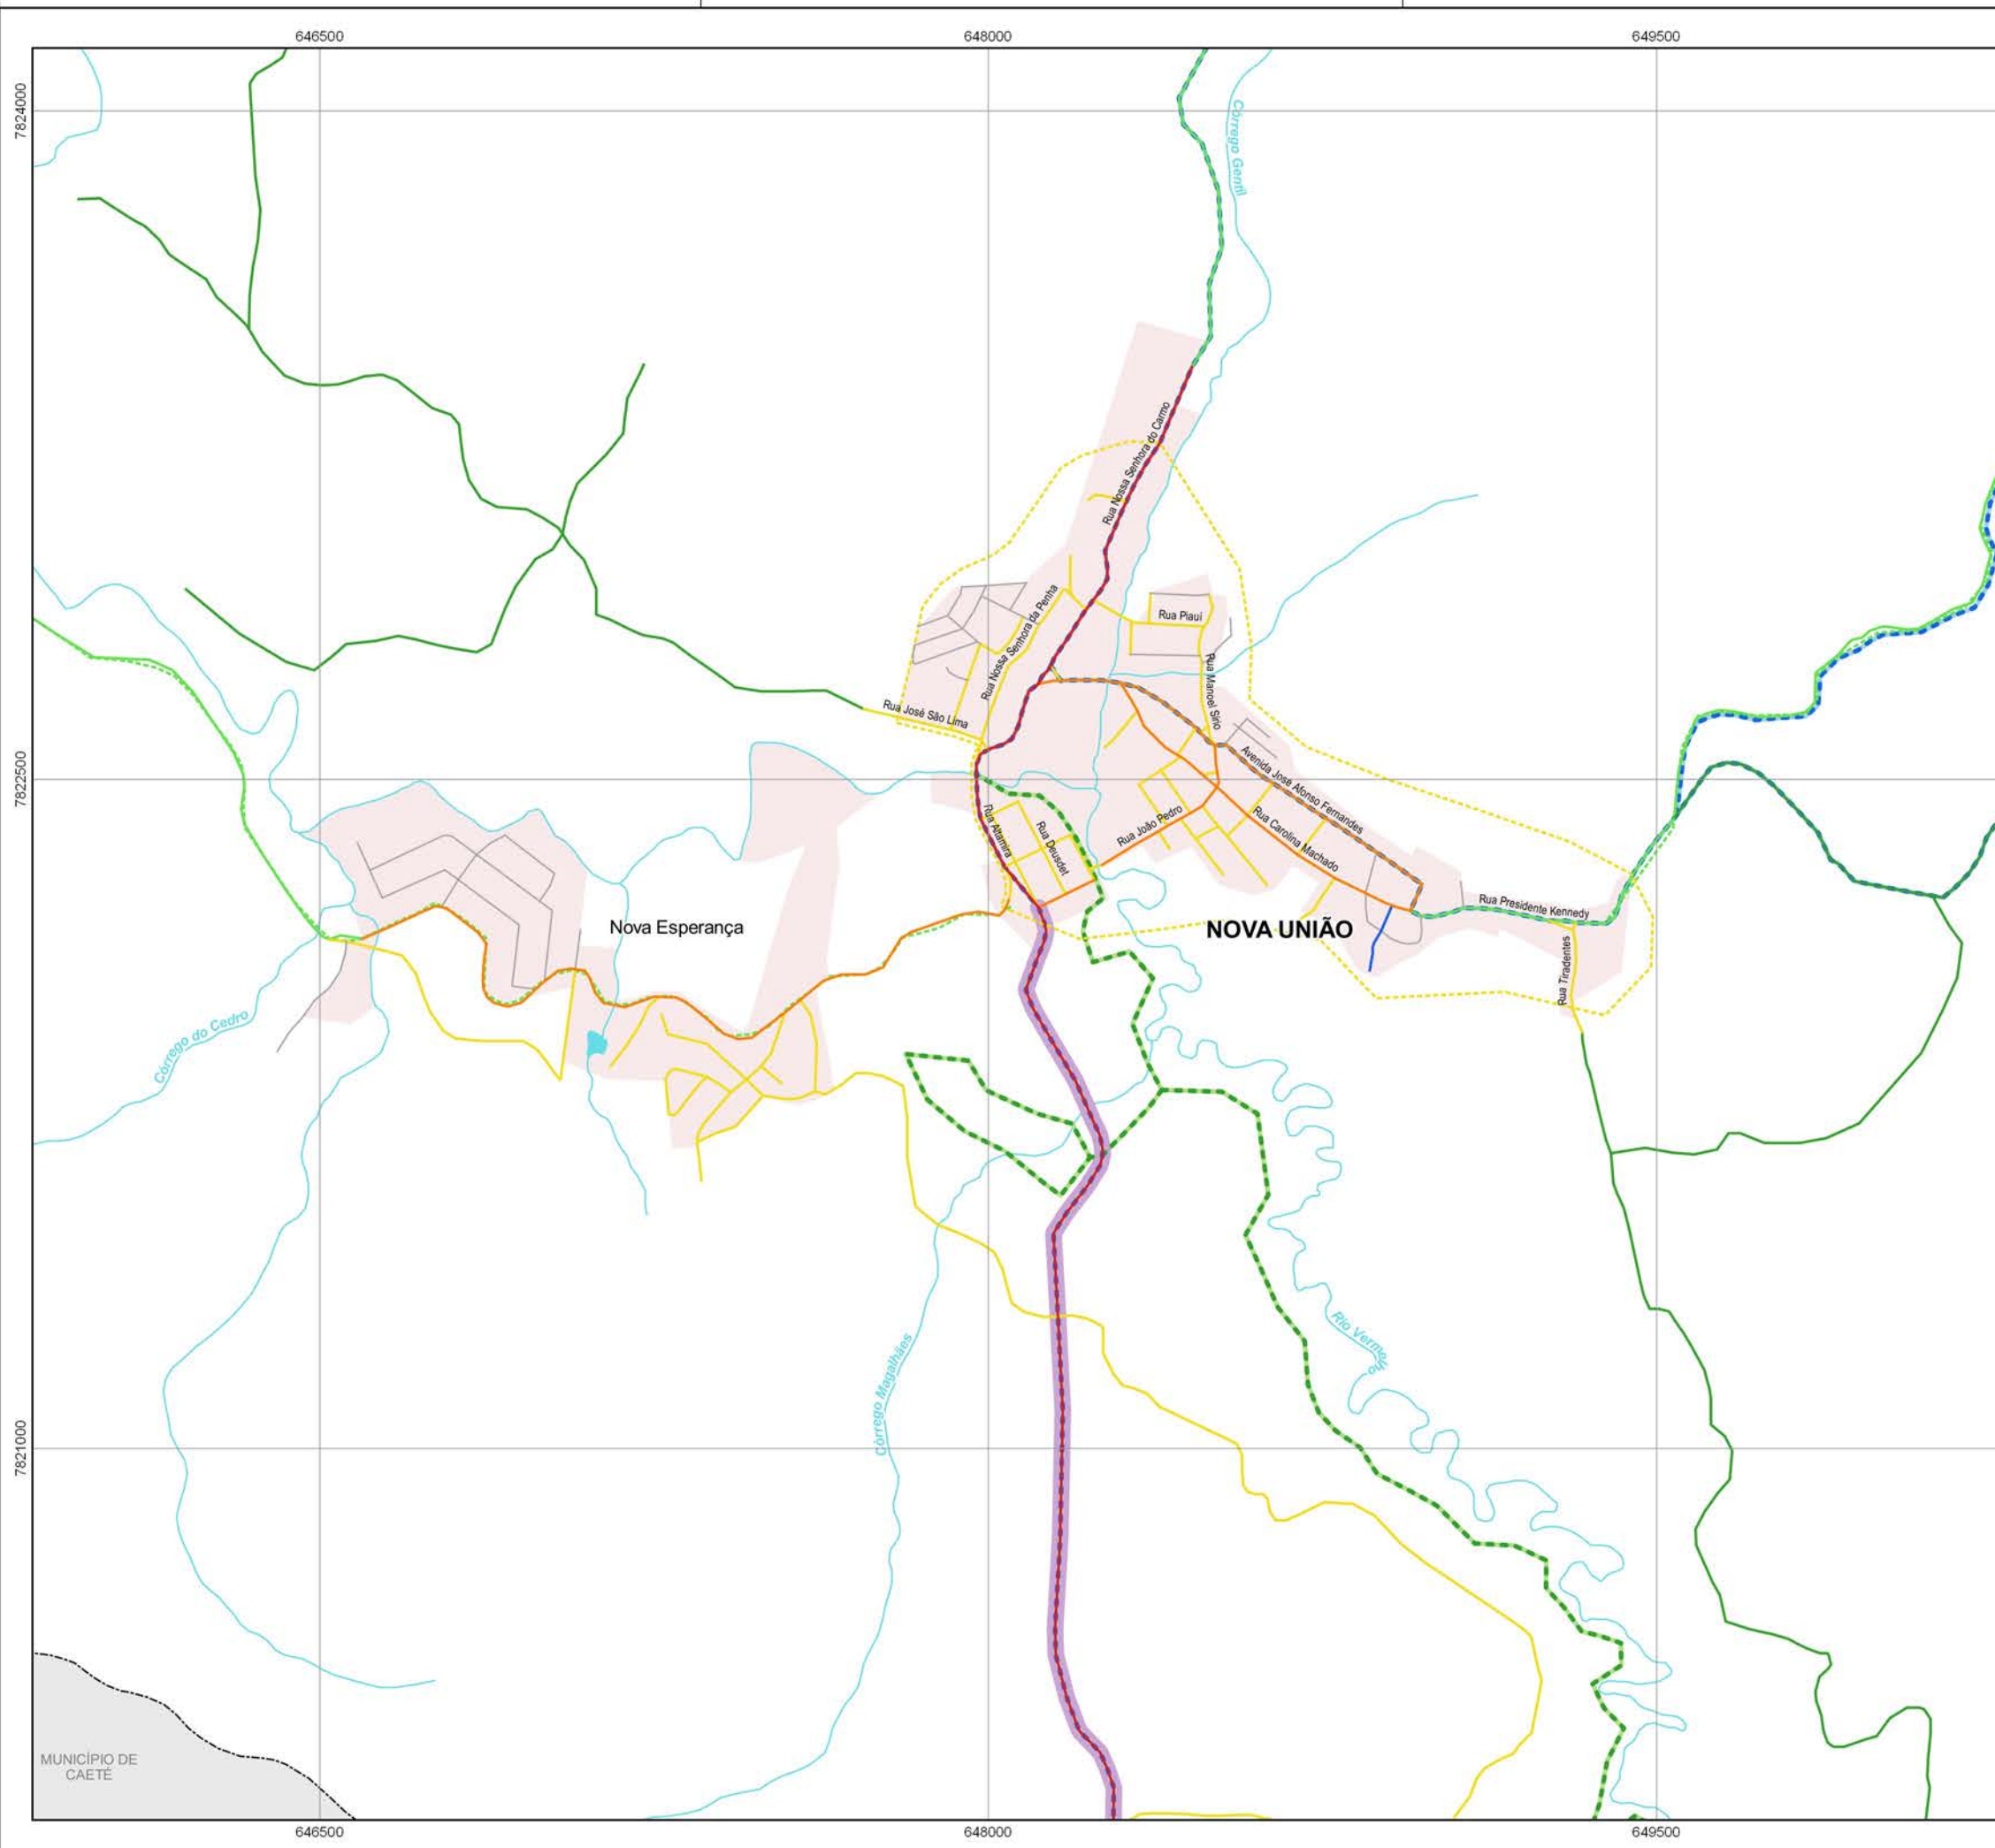 646500
648000
649500
7824000
Córrego Gentil
Rua Nossa Senhora do Carmo
Rua Nossa Senhora da Penha
Rua Piauí
Rua Manoel Sírio
Rua José São Lima
7822500
Avenida José Afonso Fernandes
Rua Altamira
Rua Deusdet
Rua João Pedro
Rua Carolina Machado
Rua Presidente Kennedy
Nova Esperança
NOVA UNIÃO
Rua Tiradentes
Córrego do Cedro
Rio Vermelho
Córrego Magalhães
7821000
MUNICÍPIO DE
CAETÉ
646500
648000
649500